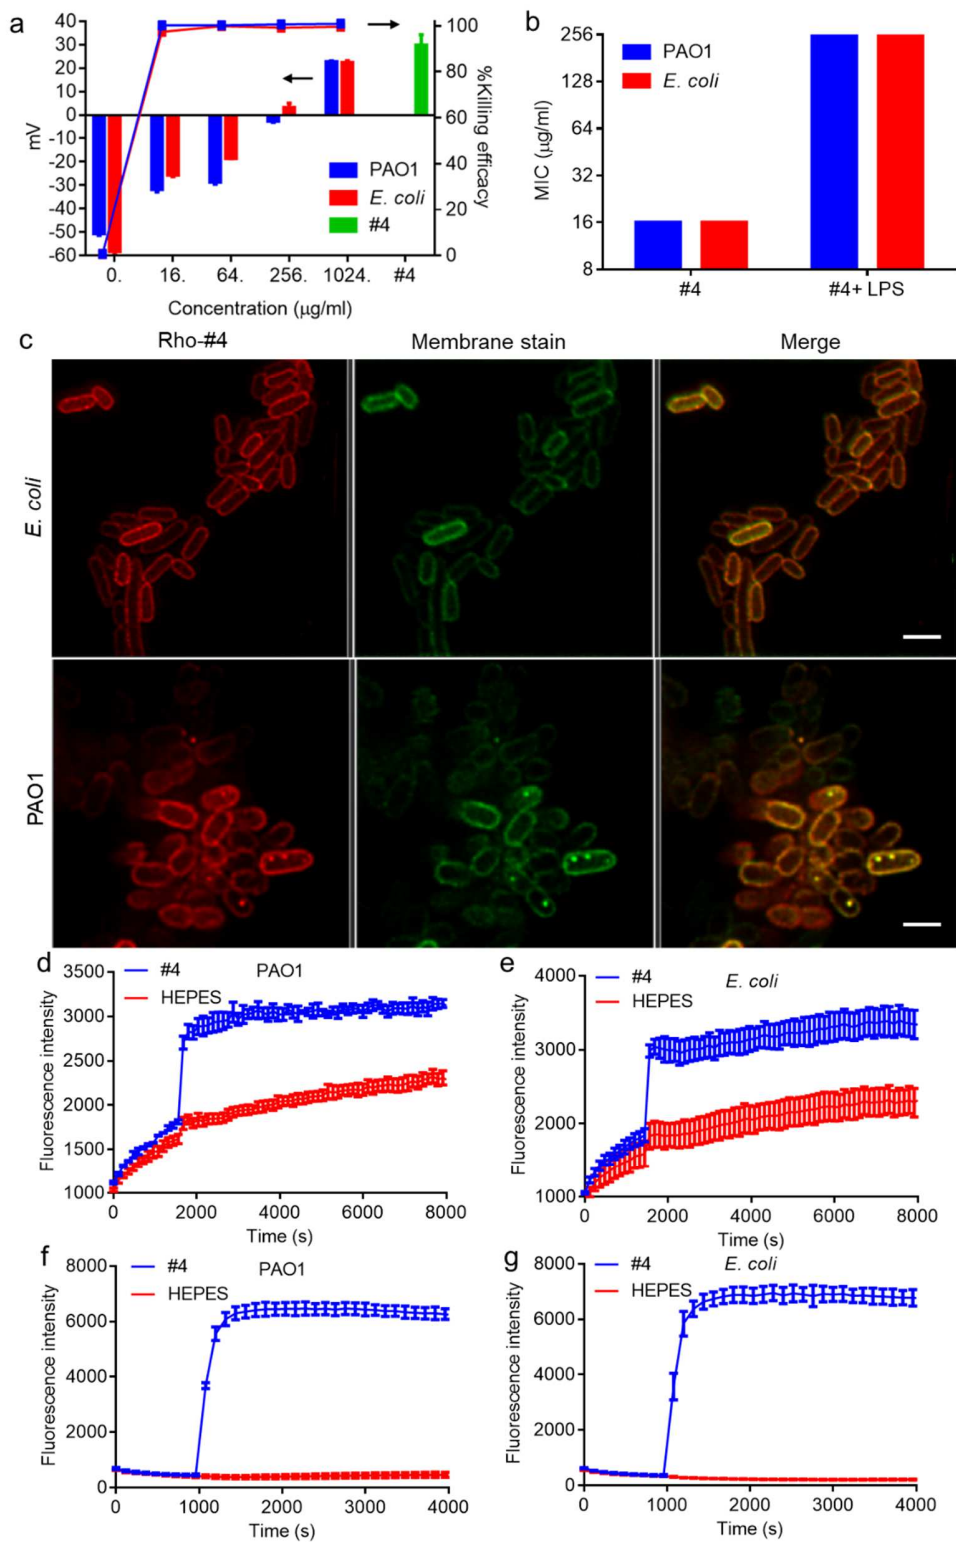 a
40
30
20
10
0
-10
-20
-30
-40
-50
-60
mV
100
80
60
40
20
0
%Killing efficacy
PAO1
E. coli
#4
0. 16. 64. 256. 1024. #4
Concentration (μg/ml)
b
256
128
64
32
16
8
MIC (μg/ml)
PAO1
E. coli
#4 #4+ LPS
c
Rho-#4 Membrane stain Merge
E. coli
PAO1
d
#4 PAO1
HEPES
3500
3000
2500
2000
1500
1000
Fluorescence intensity
0 2000 4000 6000 8000
Time (s)
e
#4 E. coli
HEPES
4000
3000
2000
1000
Fluorescence intensity
0 2000 4000 6000 8000
Time (s)
f
#4 PAO1
HEPES
8000
6000
4000
2000
0
Fluorescence intensity
0 1000 2000 3000 4000
Time (s)
g
#4 E. coli
HEPES
8000
6000
4000
2000
0
Fluorescence intensity
0 1000 2000 3000 4000
Time (s)